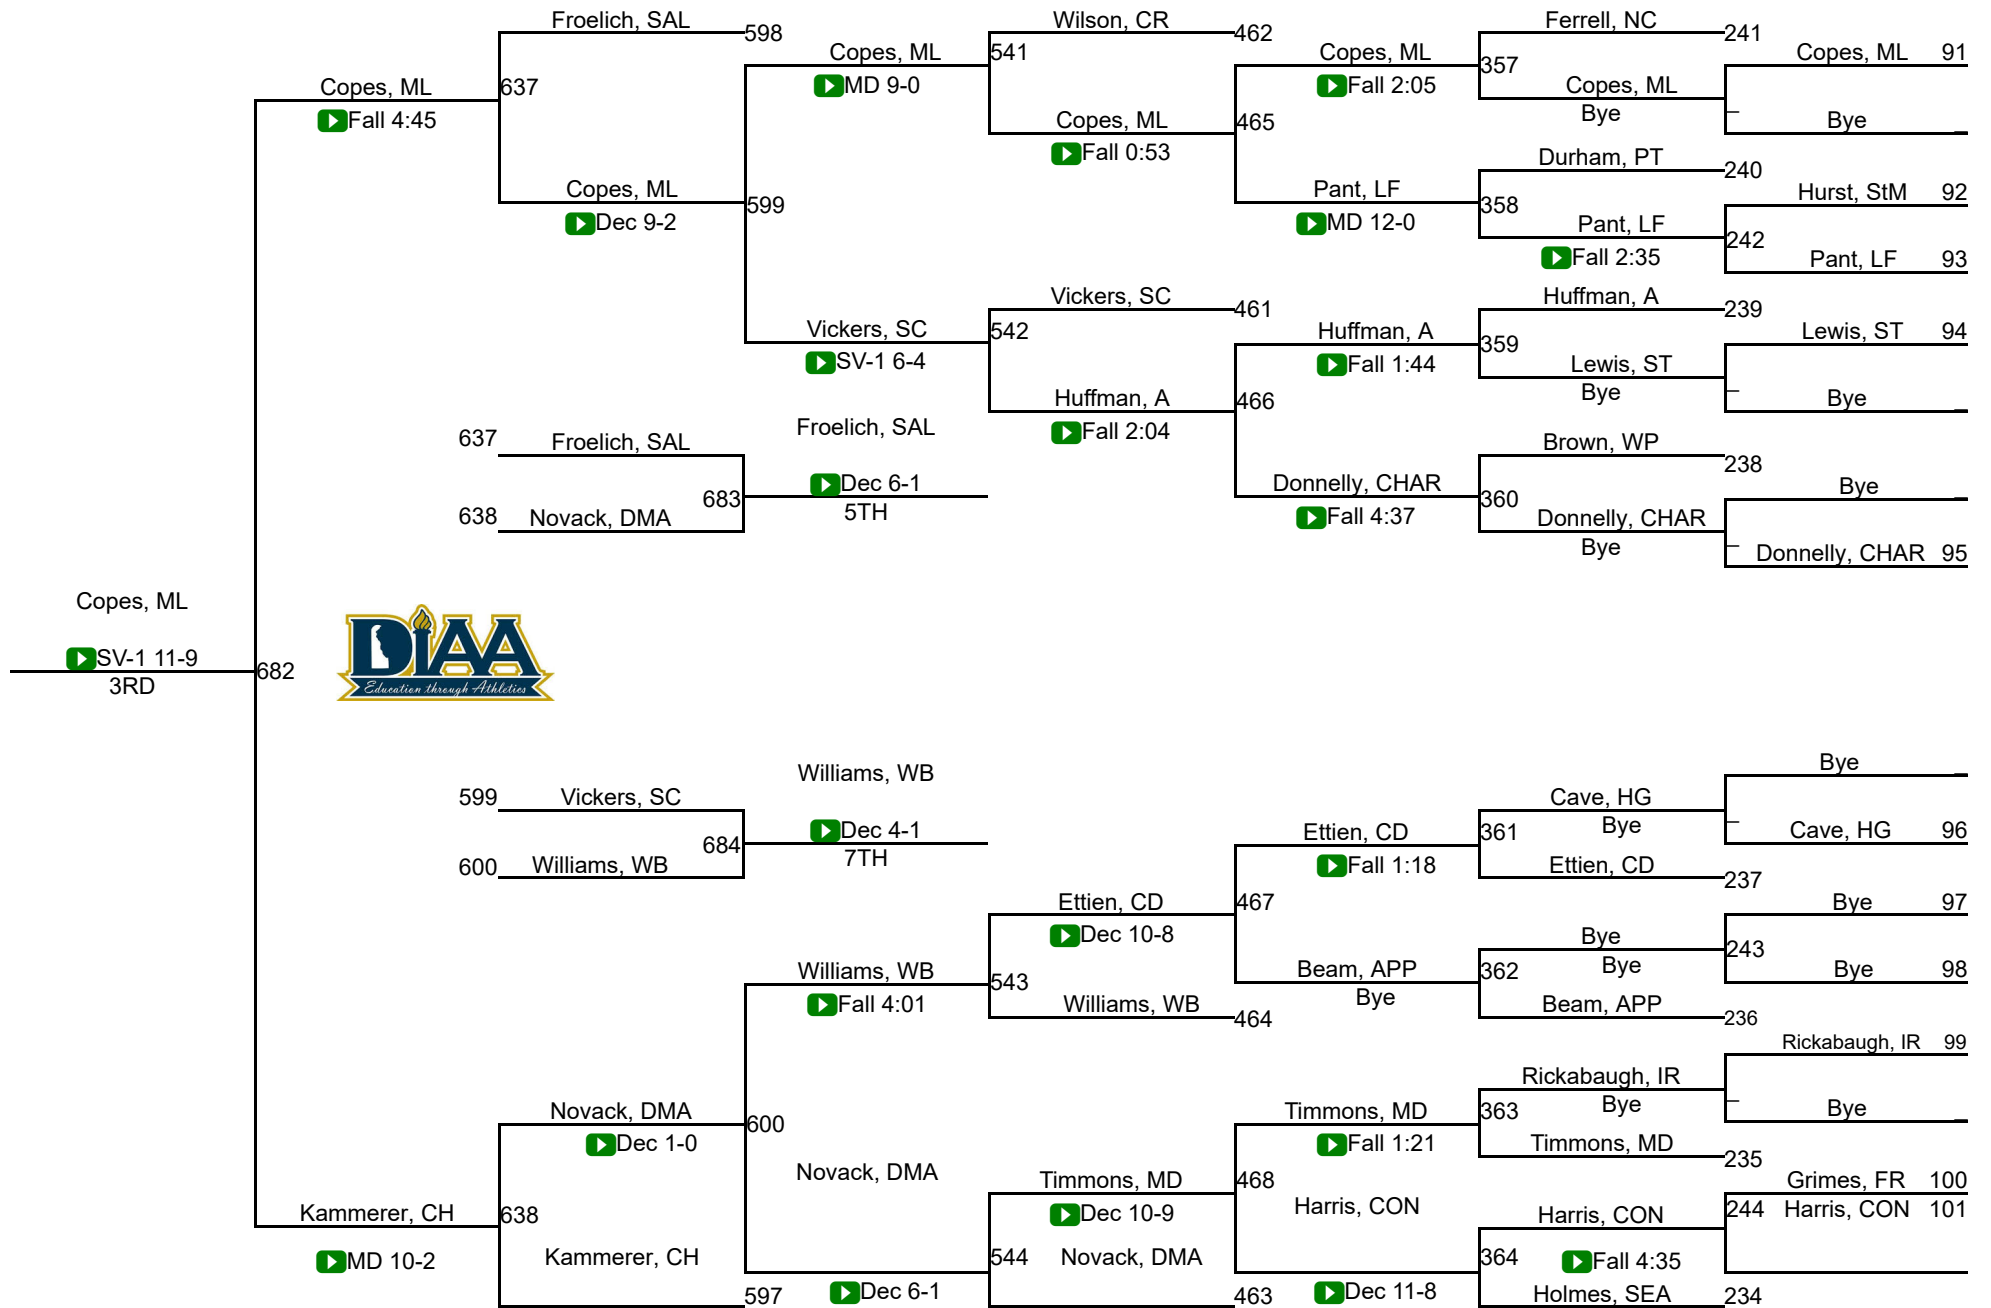 Froelich, SAL
598
Wilson, CR
462
Ferrell, NC
241
Copes, ML 91
Copes, ML
541
Copes, ML
357
MD 9-0
Fall 2:05
Copes, ML
637
Copes, ML
Bye
Bye _
Fall 4:45
Copes, ML
465
Fall 0:53
Durham, PT
240
Copes, ML
599
Pant, LF
358
Hurst, StM 92
Dec 9-2
MD 12-0
Pant, LF
242
Fall 2:35
Pant, LF 93
Vickers, SC
461
Huffman, A
239
Vickers, SC
542
Huffman, A
359
Lewis, ST 94
SV-1 6-4
Fall 1:44
Lewis, ST
Bye
Huffman, A
466
Bye _
Fall 2:04
637
Froelich, SAL
Froelich, SAL
Brown, WP
238
683
Dec 6-1
5TH
Donnelly, CHAR
360
Bye _
Fall 4:37
638
Novack, DMA
Donnelly, CHAR
Bye
Donnelly, CHAR 95
Copes, ML
SV-1 11-9
3RD
682
DIAA
Education through Athletics
Williams, WB
Bye _
599
Vickers, SC
Cave, HG
Bye
684
Dec 4-1
7TH
Ettien, CD
361
Cave, HG 96
Fall 1:18
600
Williams, WB
Ettien, CD
237
Ettien, CD
467
Bye 97
Dec 10-8
Bye
Bye
243
Williams, WB
543
Beam, APP
Bye
362
Bye 98
Fall 4:01
Williams, WB
464
Beam, APP
236
Rickabaugh, IR 99
Rickabaugh, IR
Bye
Novack, DMA
600
Timmons, MD
363
Bye _
Dec 1-0
Fall 1:21
Timmons, MD
235
Novack, DMA
Timmons, MD
468
Grimes, FR 100
Kammerer, CH
638
Dec 10-9
Harris, CON
Harris, CON
244
Harris, CON 101
MD 10-2
Kammerer, CH
544
Novack, DMA
364
Fall 4:35
597
Dec 6-1
463
Dec 11-8
Holmes, SEA
234